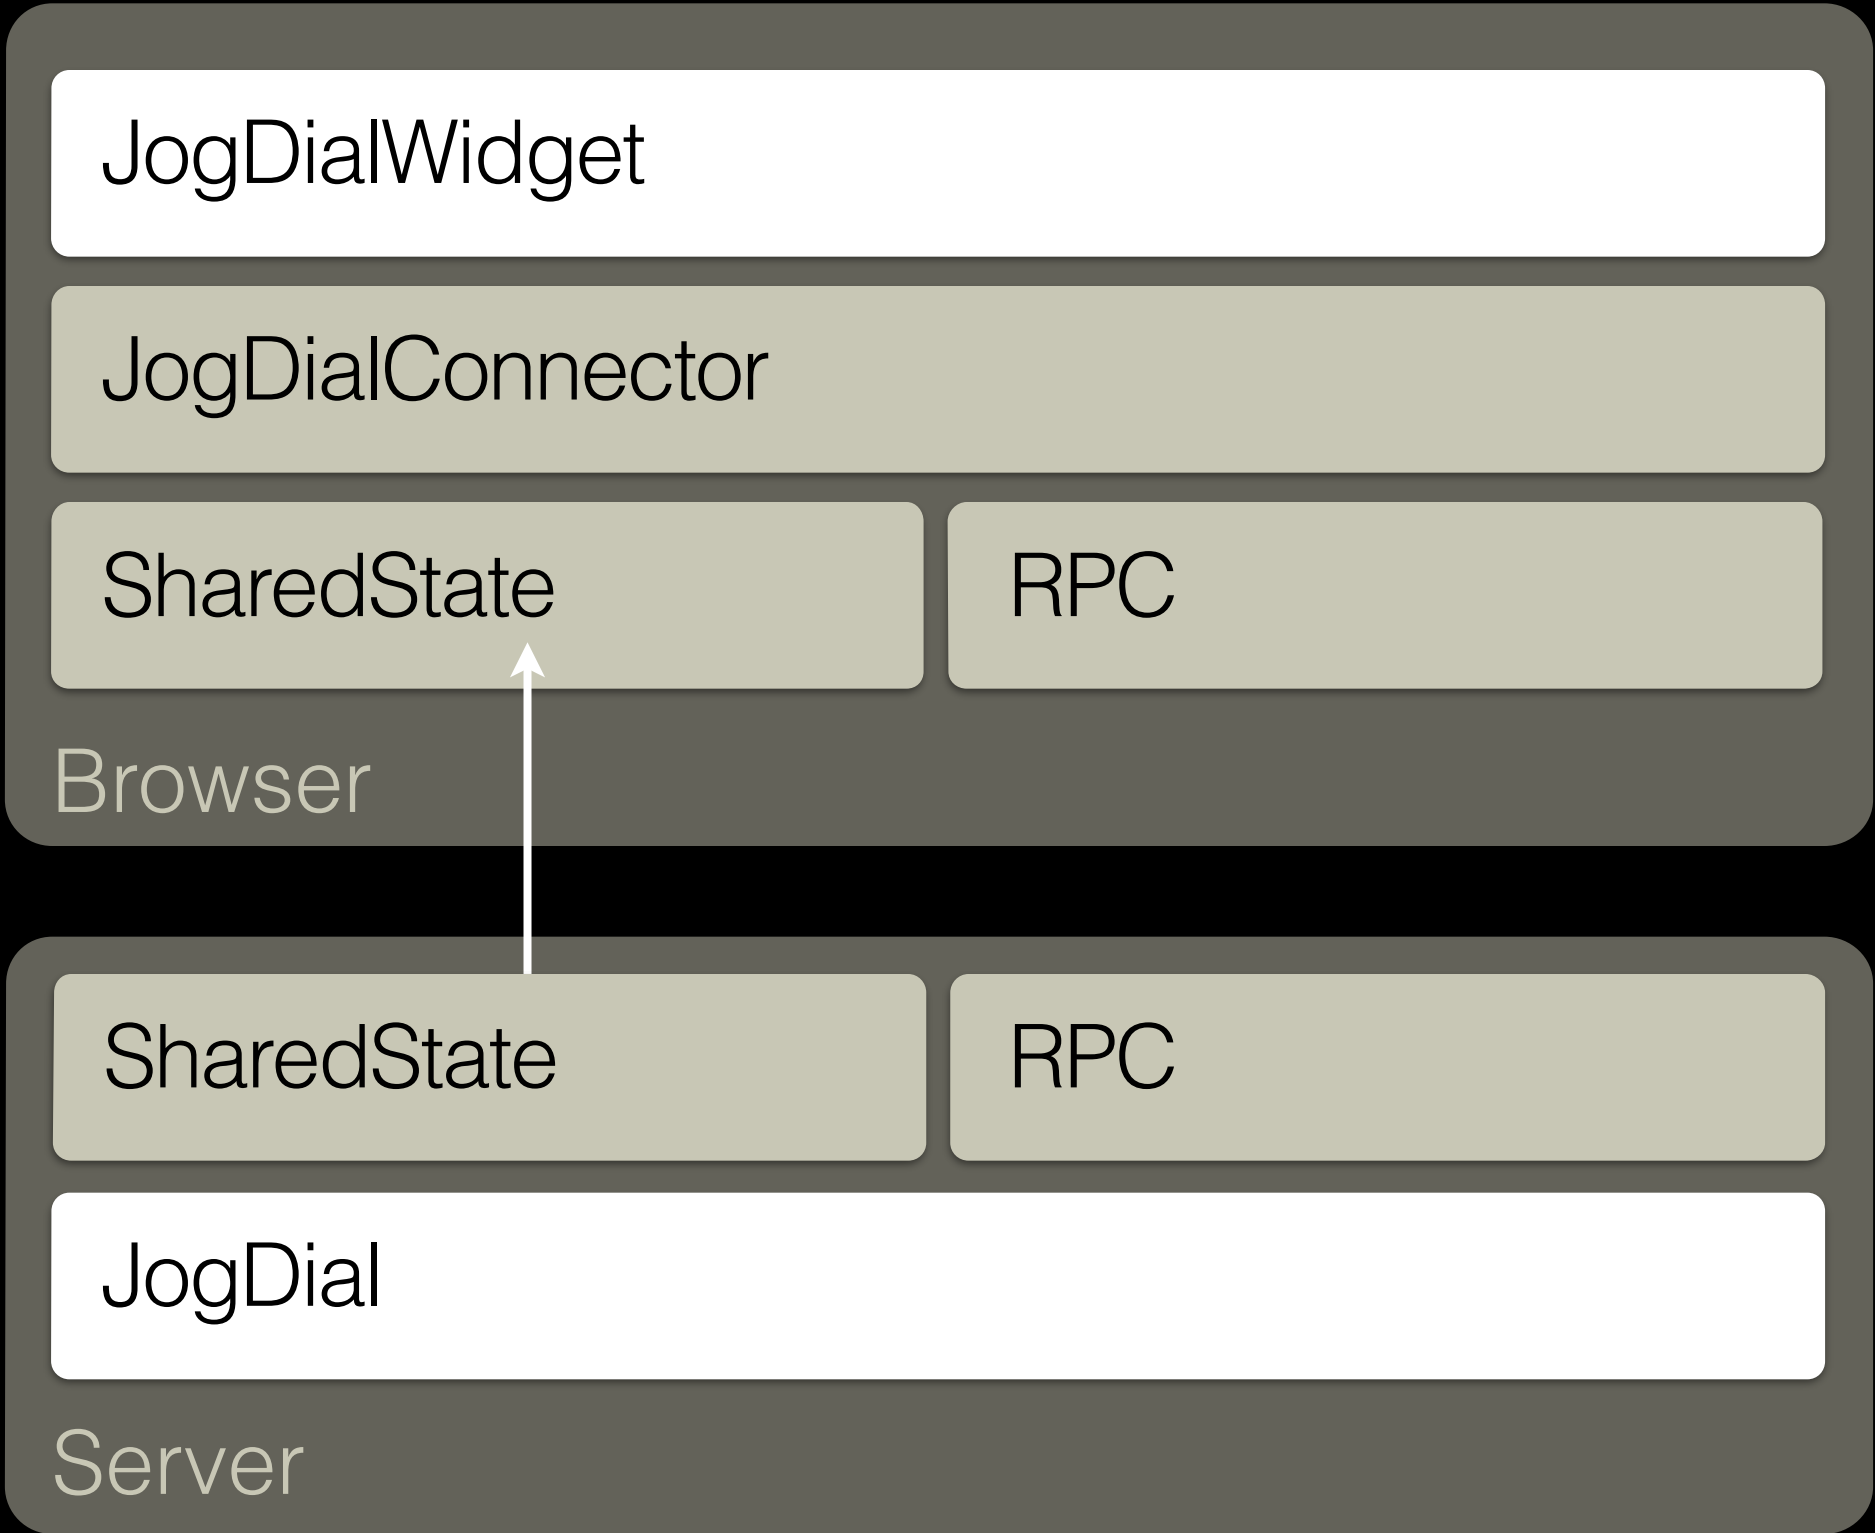 JogDialWidget
JogDialConnector
SharedState
RPC
Browser
SharedState
RPC
JogDial
Server